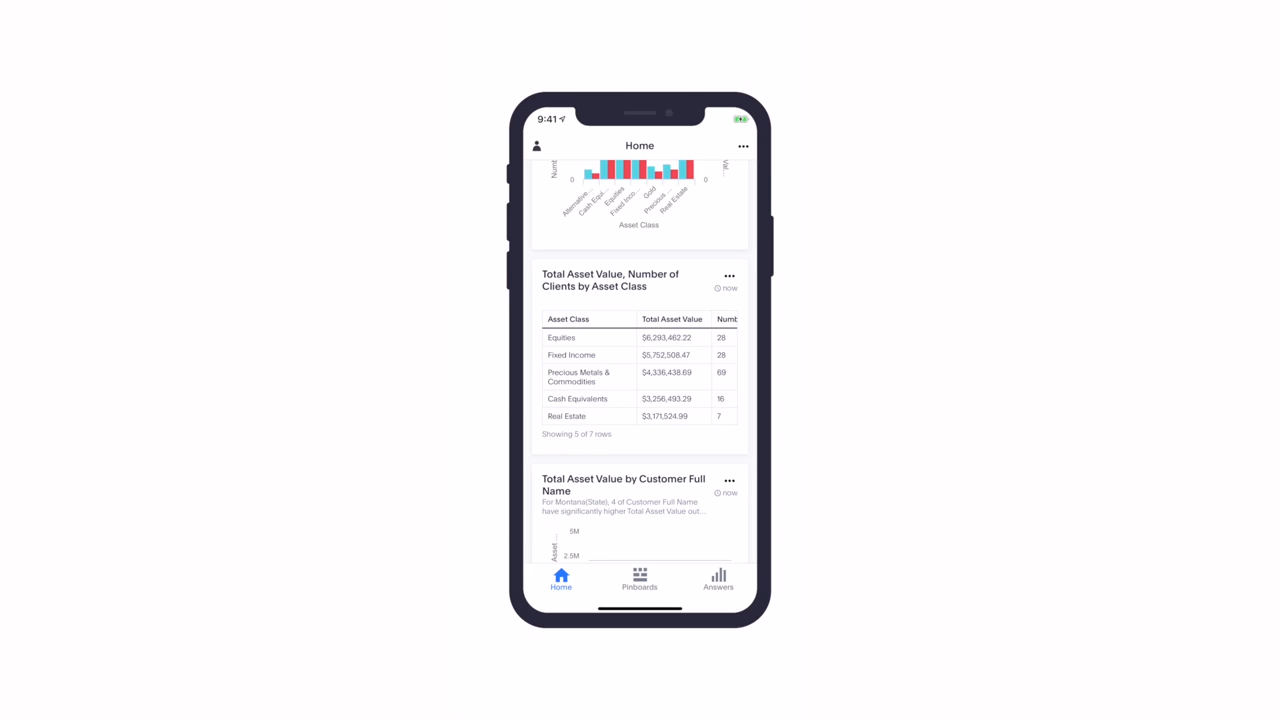 9:41
Home
Numb
0
0
Val...
Alternative...
Cash Equi...
Equities
Fixed Inco...
Gold
Precious ...
Real Estate
Asset Class
Total Asset Value, Number of
Clients by Asset Class
now
Asset Class Total Asset Value Numb
Equities $6,293,462.22 28
Fixed Income $5,752,508.47 28
Precious Metals & $4,336,438.69 69
Commodities
Cash Equivalents $3,256,493.29 16
Real Estate $3,171,524.99 7
Showing 5 of 7 rows
Total Asset Value by Customer Full
Name
now
For Montana(State), 4 of Customer Full Name
have significantly higher Total Asset Value out...
5M
Asset ...
2.5M
Home Pinboards Answers